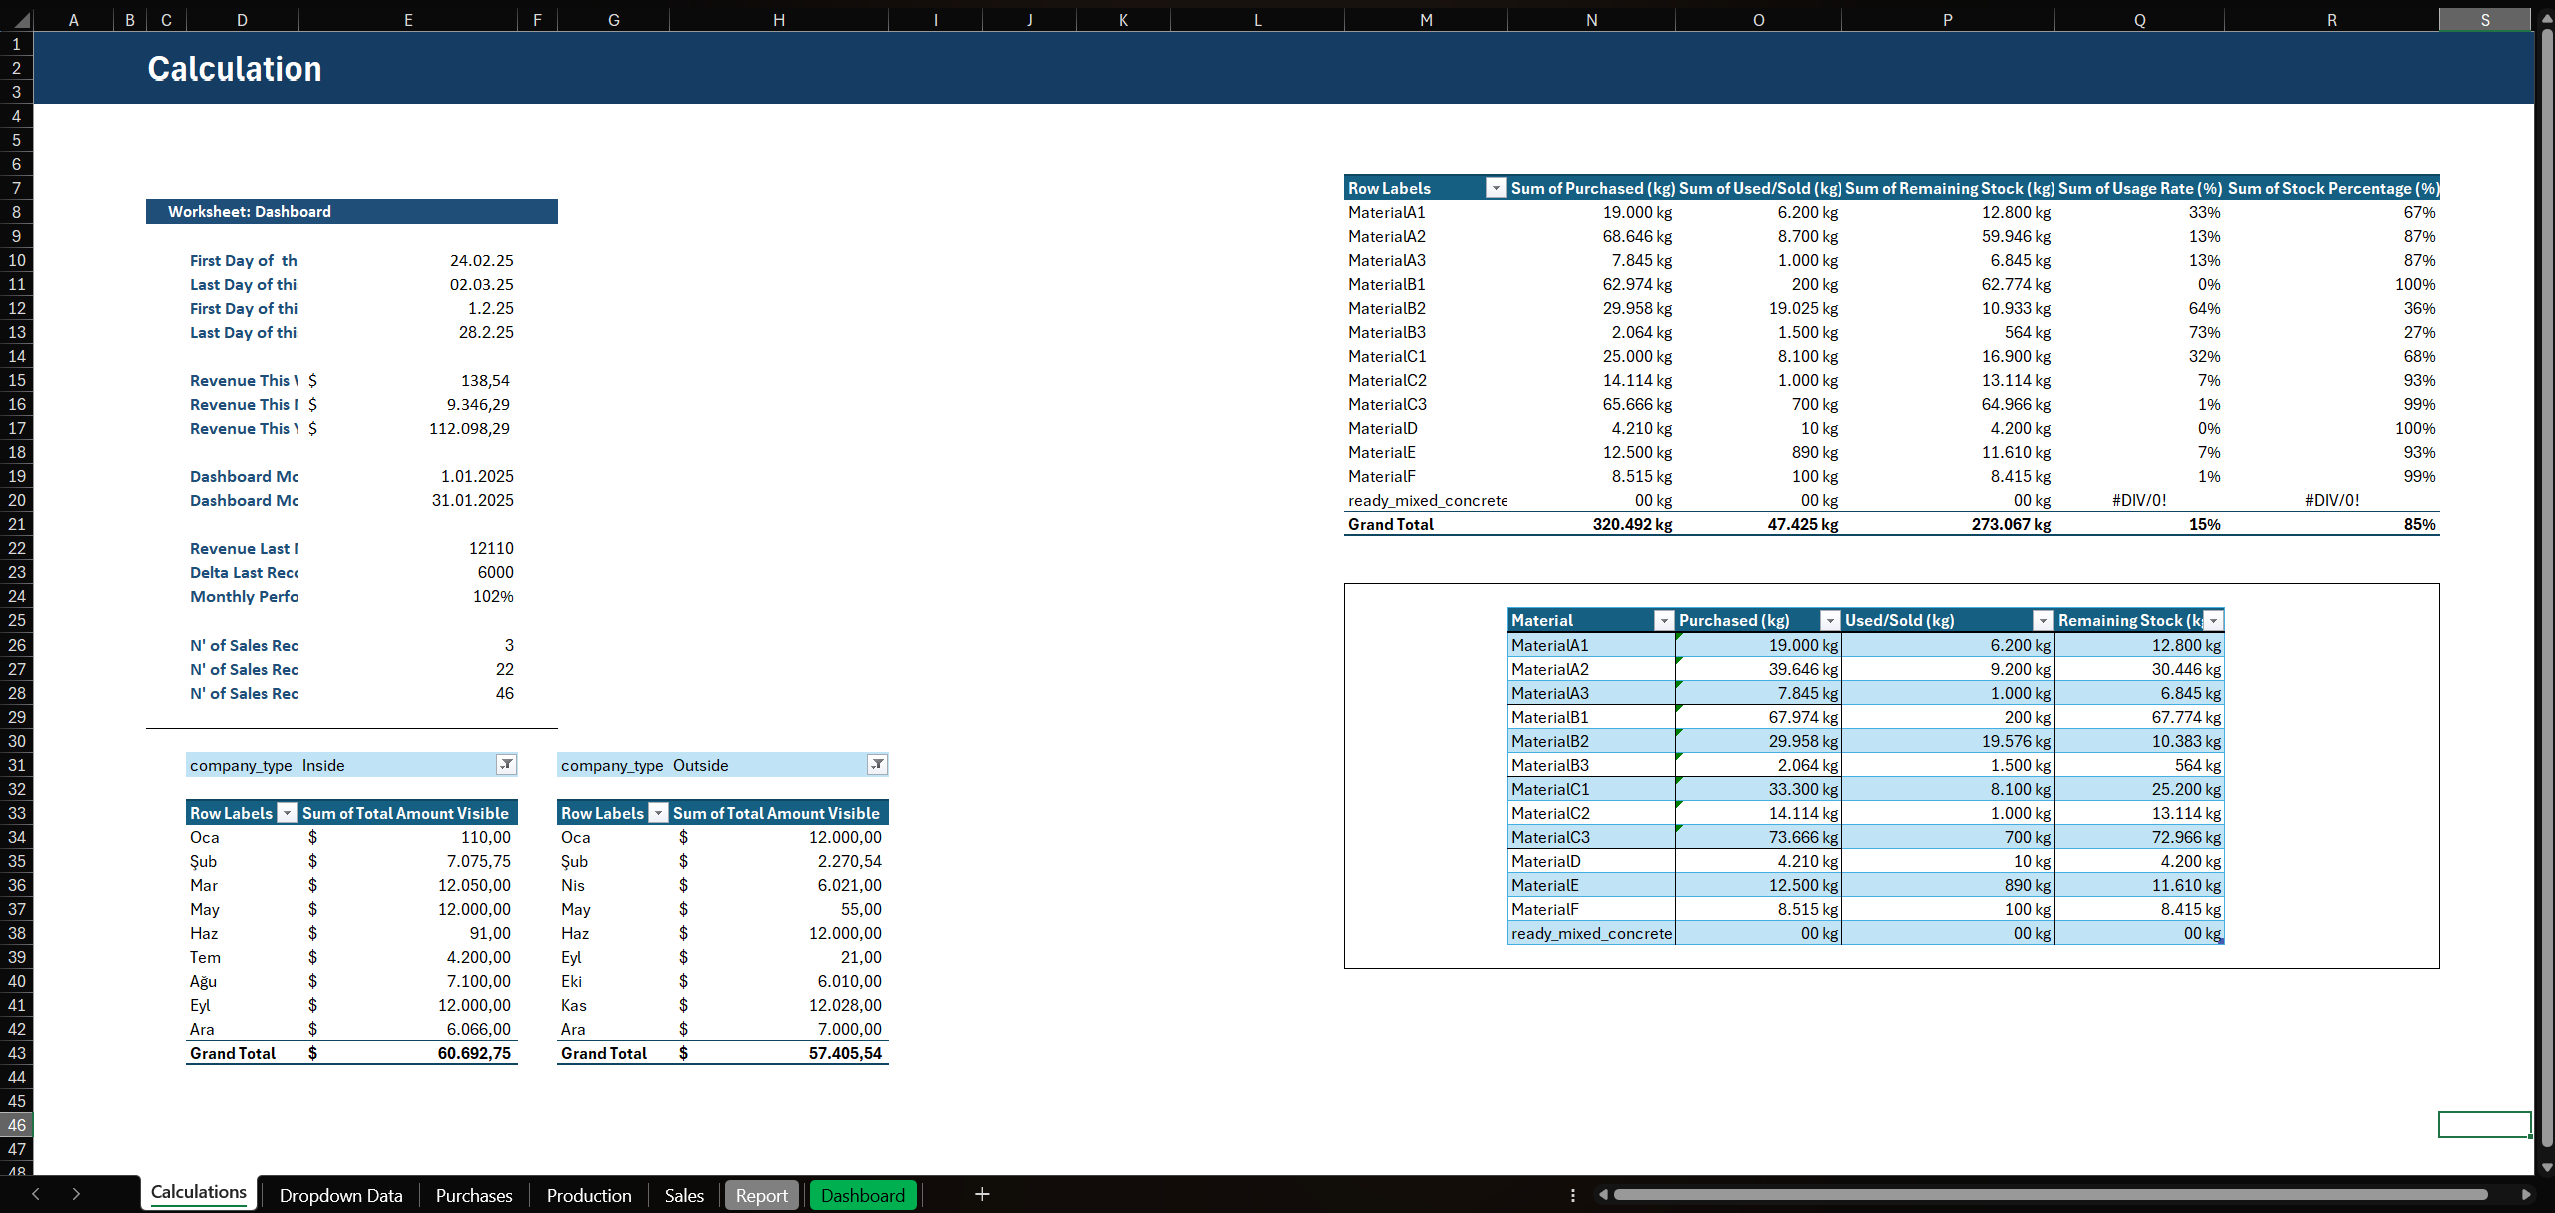 A B C D E F G H I J K L M N O P Q R S
Calculation
Worksheet: Dashboard
First Day of th 24.02.25
Last Day of thi 02.03.25
First Day of thi 1.2.25
Last Day of thi 28.2.25
Revenue This $ 138,54
Revenue This $ 9.346,29
Revenue This $ 112.098,29
Dashboard Mo 1.01.2025
Dashboard Mo 31.01.2025
Revenue Last 12110
Delta Last Reco 6000
Monthly Perfo 102%
N' of Sales Rec 3
N' of Sales Rec 22
N' of Sales Rec 46
company_type Inside
Row Labels Sum of Total Amount Visible
Oca $ 110,00
Şub $ 7.075,75
Mar $ 12.050,00
May $ 12.000,00
Haz $ 91,00
Tem $ 4.200,00
Ağu $ 7.100,00
Eyl $ 12.000,00
Ara $ 6.066,00
Grand Total $ 60.692,75
company_type Outside
Row Labels Sum of Total Amount Visible
Oca $ 12.000,00
Şub $ 2.270,54
Nis $ 6.021,00
May $ 55,00
Haz $ 12.000,00
Eyl $ 21,00
Eki $ 6.010,00
Kas $ 12.028,00
Ara $ 7.000,00
Grand Total $ 57.405,54
Row Labels Sum of Purchased (kg) Sum of Used/Sold (kg) Sum of Remaining Stock (kg) Sum of Usage Rate (%) Sum of Stock Percentage (%)
MaterialA1 19.000 kg 6.200 kg 12.800 kg 33% 67%
MaterialA2 68.646 kg 8.700 kg 59.946 kg 13% 87%
MaterialA3 7.845 kg 1.000 kg 6.845 kg 13% 87%
MaterialB1 62.974 kg 200 kg 62.774 kg 0% 100%
MaterialB2 29.958 kg 19.025 kg 10.933 kg 64% 36%
MaterialB3 2.064 kg 1.500 kg 564 kg 73% 27%
MaterialC1 25.000 kg 8.100 kg 16.900 kg 32% 68%
MaterialC2 14.114 kg 1.000 kg 13.114 kg 7% 93%
MaterialC3 65.666 kg 700 kg 64.966 kg 1% 99%
MaterialD 4.210 kg 10 kg 4.200 kg 0% 100%
MaterialE 12.500 kg 890 kg 11.610 kg 7% 93%
MaterialF 8.515 kg 100 kg 8.415 kg 1% 99%
ready_mixed_concrete 00 kg 00 kg 00 kg #DIV/0! #DIV/0!
Grand Total 320.492 kg 47.425 kg 273.067 kg 15% 85%
Material Purchased (kg) Used/Sold (kg) Remaining Stock (kg
MaterialA1 19.000 kg 6.200 kg 12.800 kg
MaterialA2 39.646 kg 9.200 kg 30.446 kg
MaterialA3 7.845 kg 1.000 kg 6.845 kg
MaterialB1 67.974 kg 200 kg 67.774 kg
MaterialB2 29.958 kg 19.576 kg 10.383 kg
MaterialB3 2.064 kg 1.500 kg 564 kg
MaterialC1 33.300 kg 8.100 kg 25.200 kg
MaterialC2 14.114 kg 1.000 kg 13.114 kg
MaterialC3 73.666 kg 700 kg 72.966 kg
MaterialD 4.210 kg 10 kg 4.200 kg
MaterialE 12.500 kg 890 kg 11.610 kg
MaterialF 8.515 kg 100 kg 8.415 kg
ready_mixed_concrete 00 kg 00 kg 00 kg
1
2
3
4
5
6
7
8
9
10
11
12
13
14
15
16
17
18
19
20
21
22
23
24
25
26
27
28
29
30
31
32
33
34
35
36
37
38
39
40
41
42
43
44
45
46
47
48
Calculations Dropdown Data Purchases Production Sales Report Dashboard